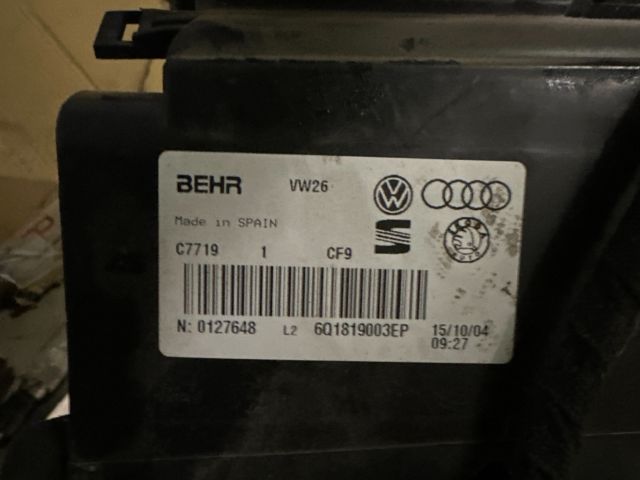 BEHR VW26
Made in SPAIN
C7719 1 CF9
N: 0127648 L2 6Q1819003EP 15/10/04
09:27